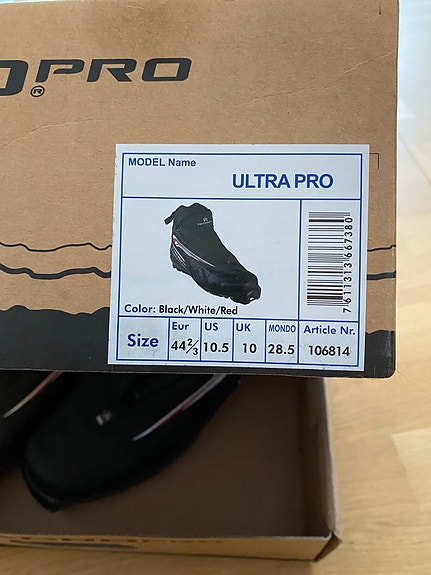 PRO
MODEL Name
ULTRA PRO
7611313667380
Color: Black/White/Red
Size
Eur US UK MONDO Article Nr.
44⅔ 10.5 10 28.5 106814